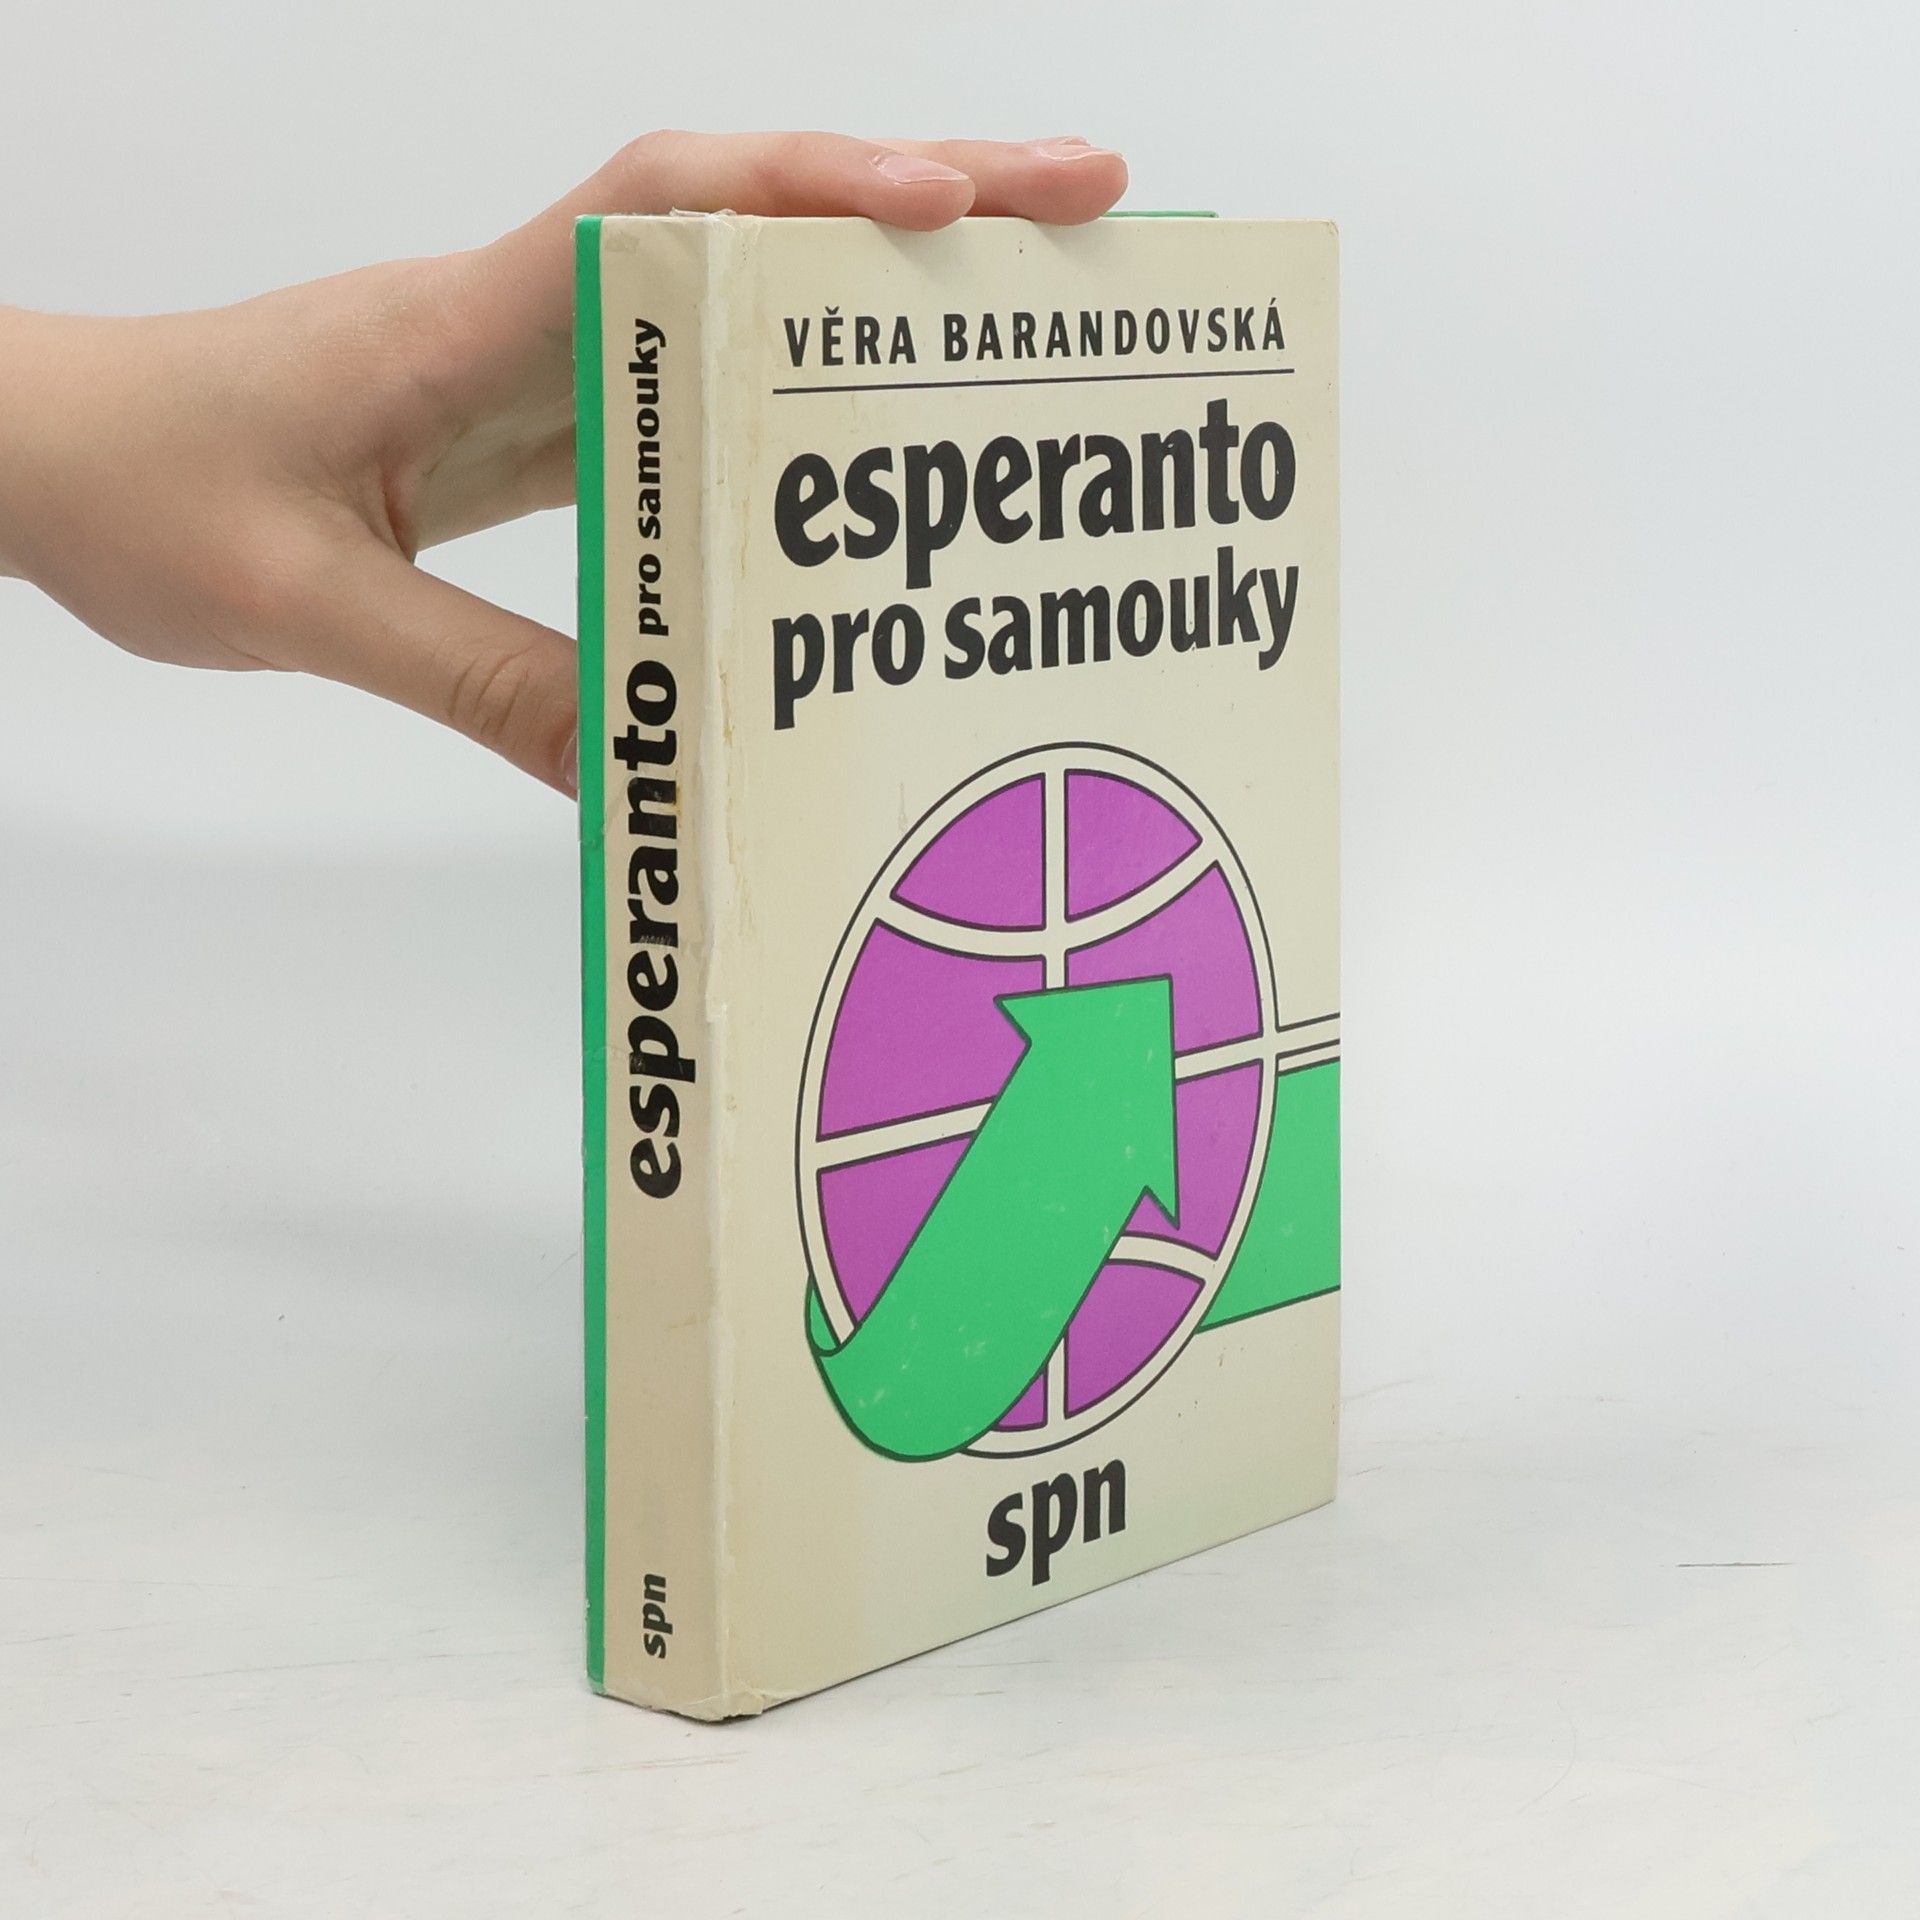 esperanto pro samouky
spn
VĚRA BARANDOVSKÁ
esperanto
pro samouky
spn